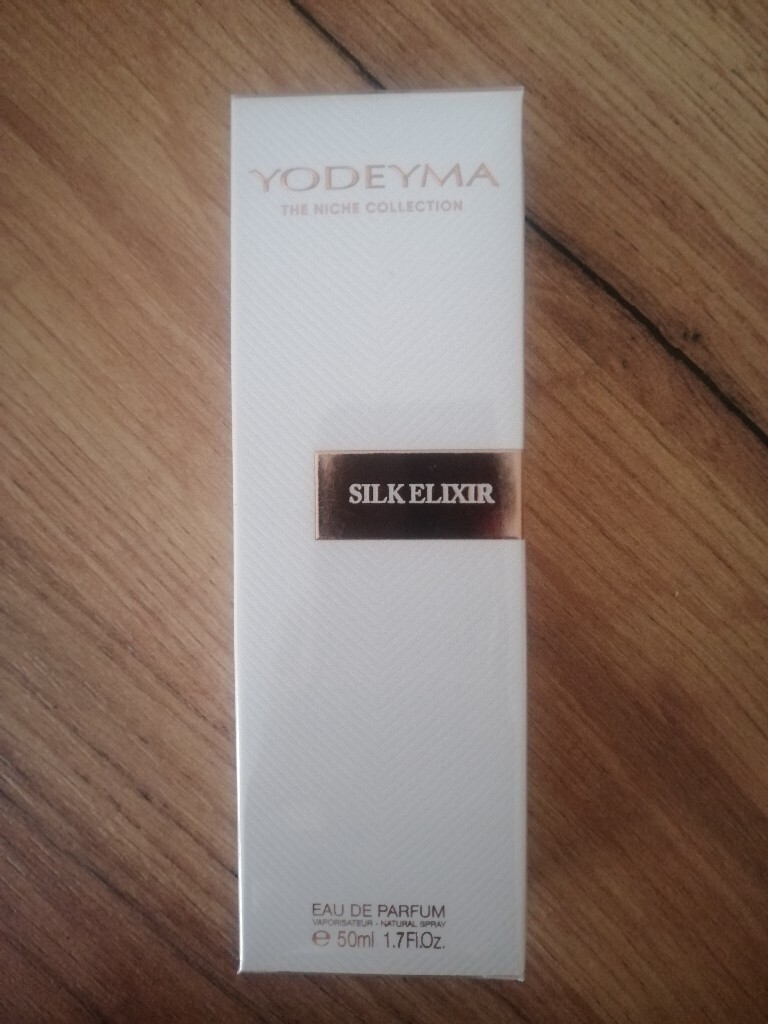 YODEYMA
THE NICHE COLLECTION
SILK ELIXIR
EAU DE PARFUM
VAPORISATEUR - NATURAL SPRAY
℮ 50ml 1.7Fl.Oz.